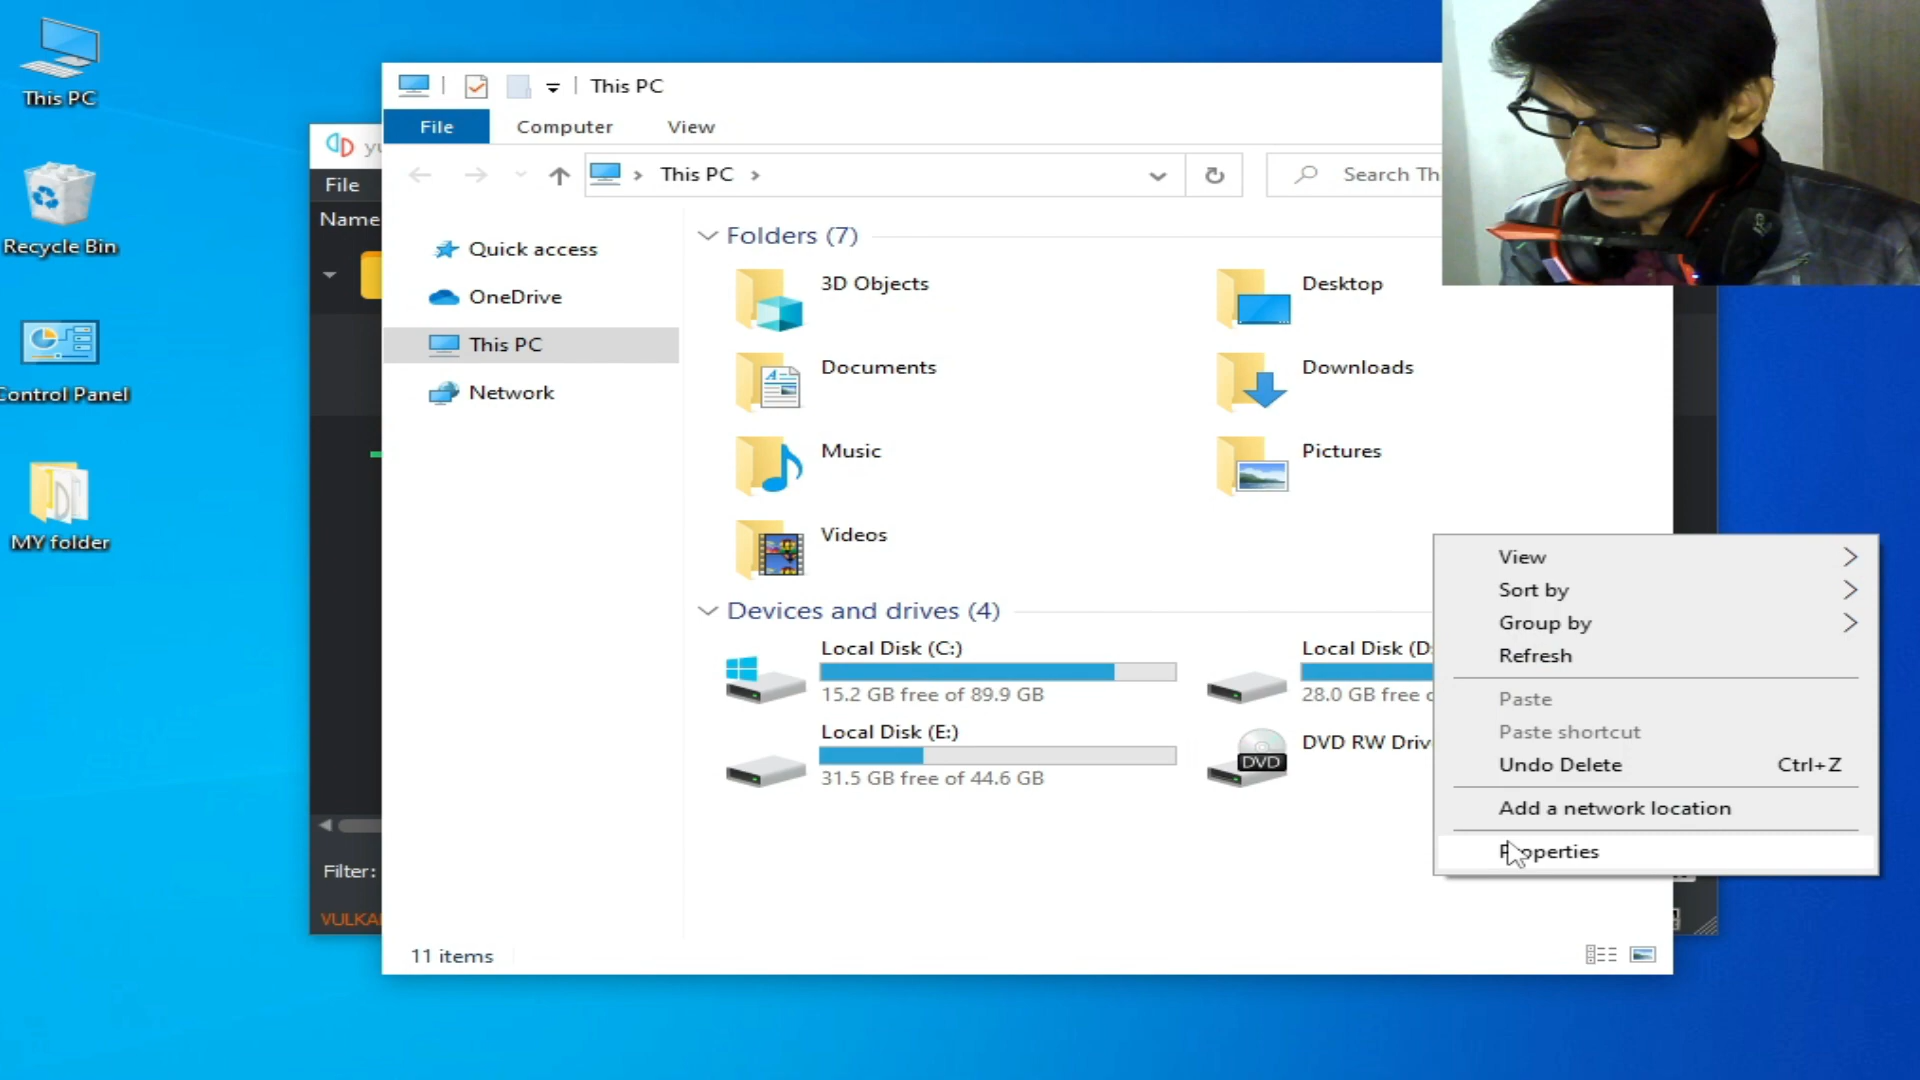 This PC
Recycle Bin
Control Panel
MY folder
File
Name
Filter:
This PC
File
Computer
View
This PC
Search Th
Quick access
OneDrive
This PC
Network
Folders (7)
3D Objects
Desktop
Documents
Downloads
Music
Pictures
Videos
Devices and drives (4)
Local Disk (C:)
15.2 GB free of 89.9 GB
Local Disk (D:
28.0 GB free
Local Disk (E:)
31.5 GB free of 44.6 GB
DVD RW Driv
DVD
11 items
View
Sort by
Group by
Refresh
Paste
Paste shortcut
Undo Delete Ctrl+Z
Add a network location
Properties